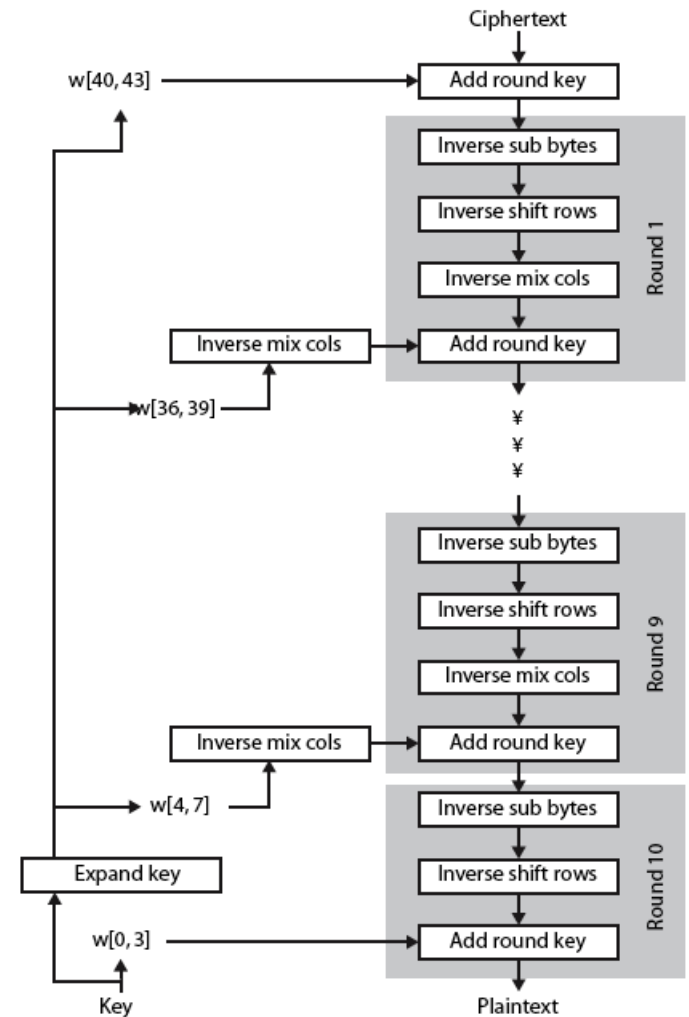 Ciphertext
w[40, 43]
Add round key
Inverse sub bytes
Inverse shift rows
Inverse mix cols
Round 1
Inverse mix cols
Add round key
w[36, 39]
¥
¥
¥
Inverse sub bytes
Inverse shift rows
Inverse mix cols
Round 9
Inverse mix cols
Add round key
w[4, 7]
Inverse sub bytes
Expand key
Inverse shift rows
Round 10
w[0, 3]
Add round key
Key
Plaintext